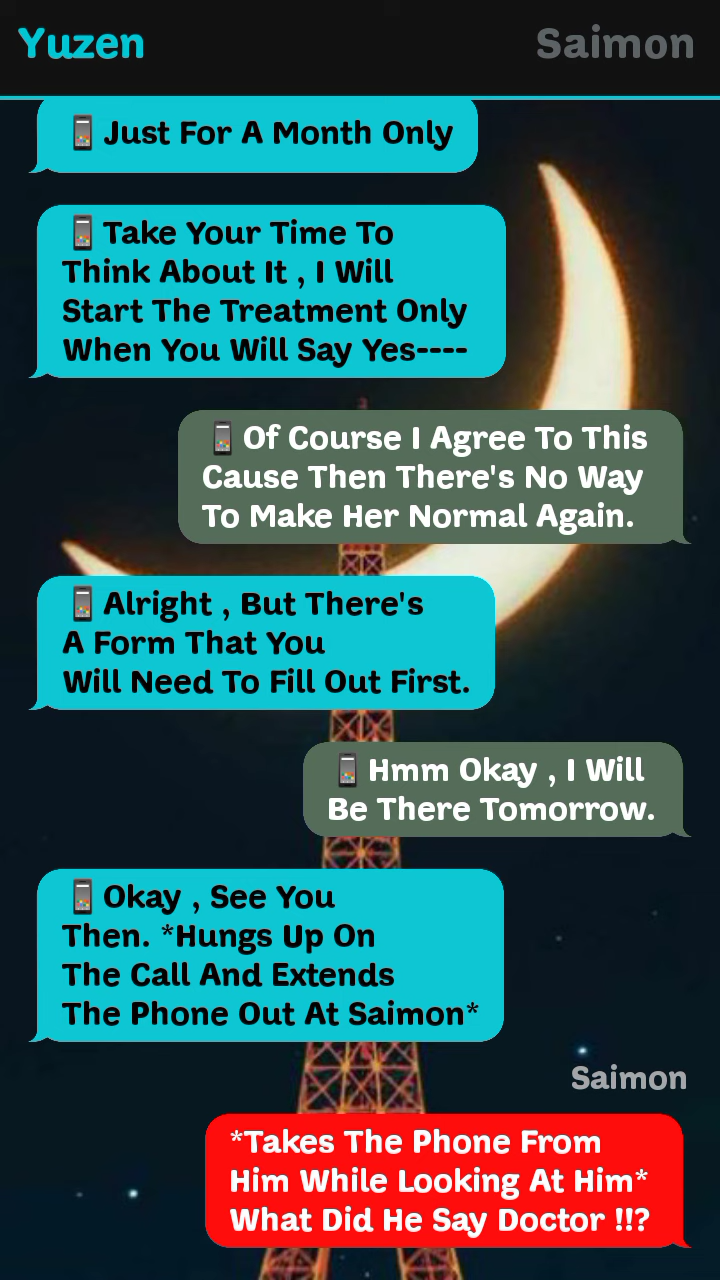 Yuzen
Saimon
📱Just For A Month Only
📱Take Your Time To
Think About It , I Will
Start The Treatment Only
When You Will Say Yes----
📱Of Course I Agree To This
Cause Then There's No Way
To Make Her Normal Again.
📱Alright , But There's
A Form That You
Will Need To Fill Out First.
📱Hmm Okay , I Will
Be There Tomorrow.
📱Okay , See You
Then. *Hungs Up On
The Call And Extends
The Phone Out At Saimon*
Saimon
*Takes The Phone From
Him While Looking At Him*
What Did He Say Doctor !!?